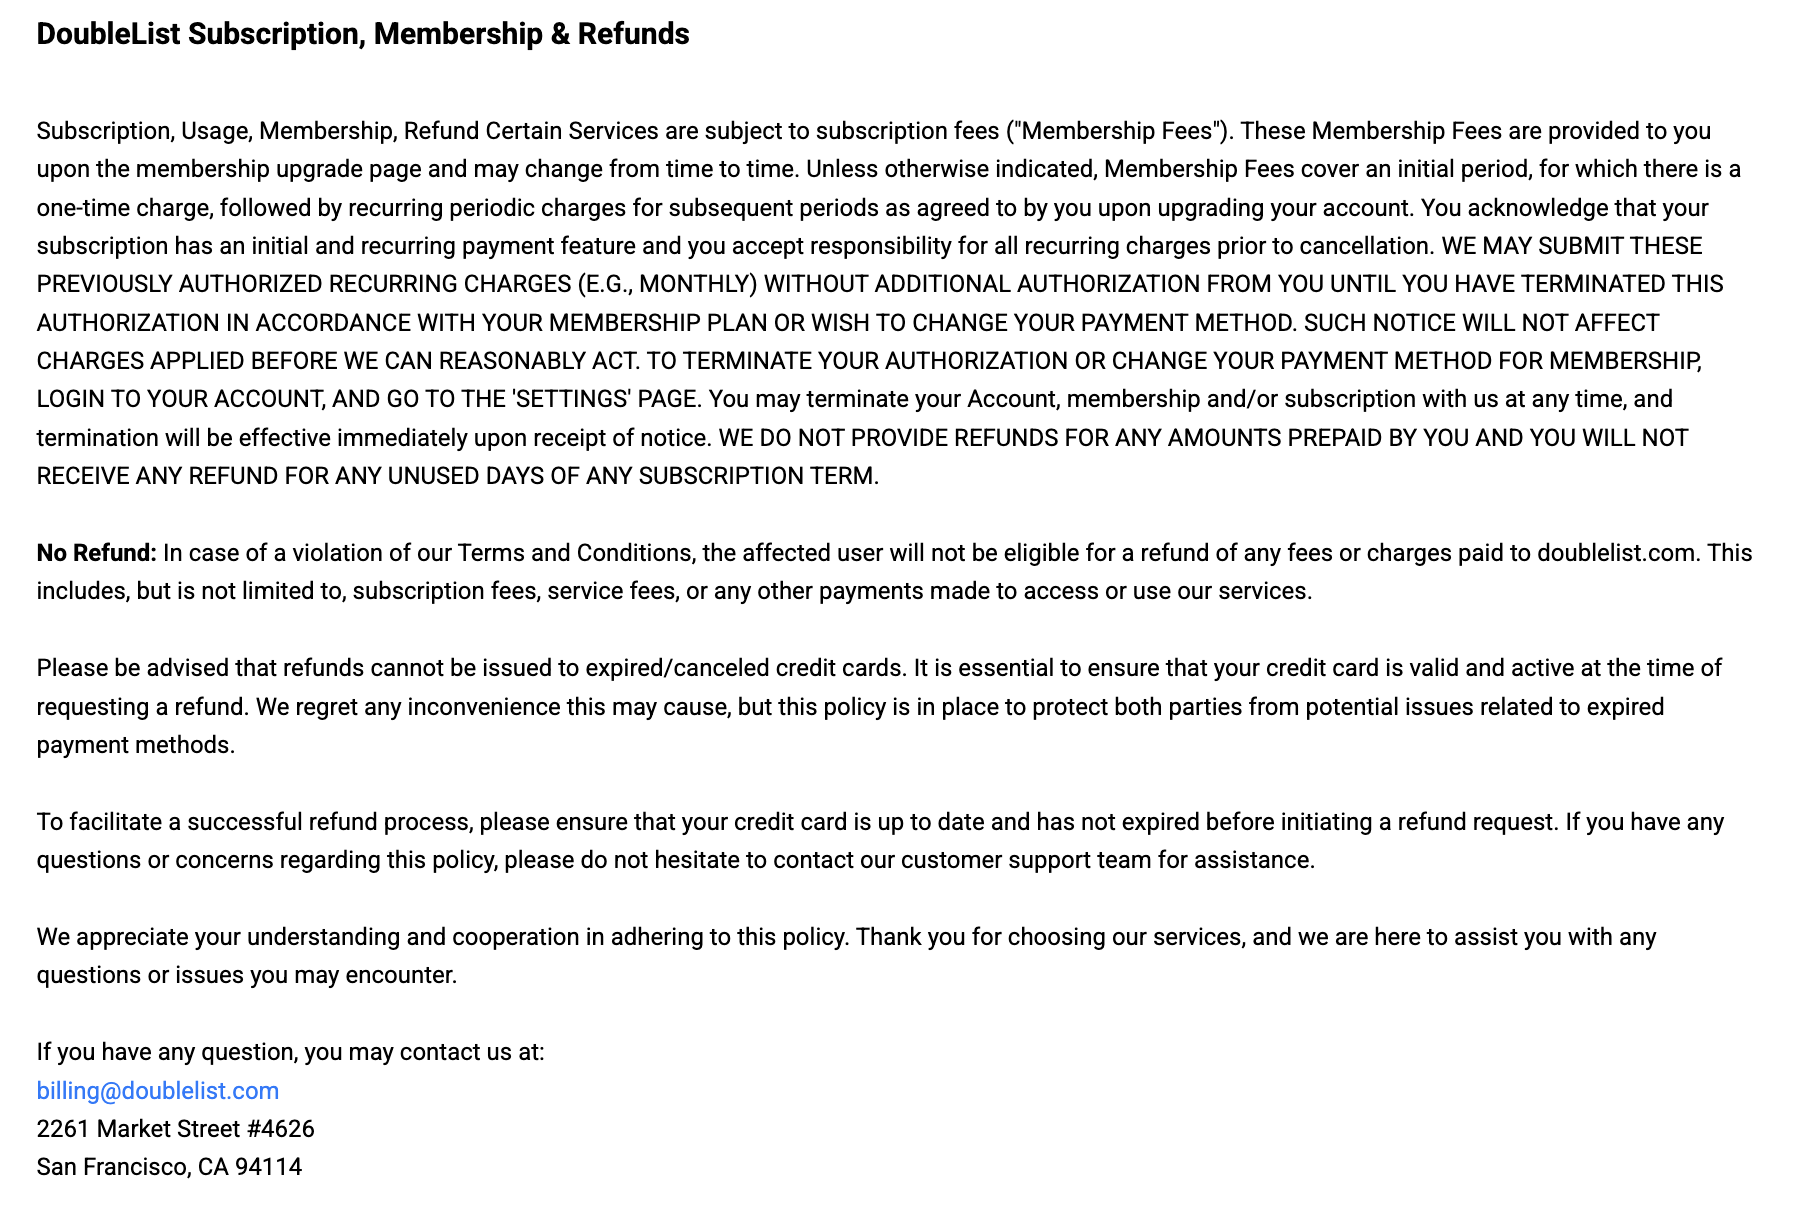 DoubleList Subscription, Membership & Refunds
Subscription, Usage, Membership, Refund Certain Services are subject to subscription fees ("Membership Fees"). These Membership Fees are provided to you
upon the membership upgrade page and may change from time to time. Unless otherwise indicated, Membership Fees cover an initial period, for which there is a
one-time charge, followed by recurring periodic charges for subsequent periods as agreed to by you upon upgrading your account. You acknowledge that your
subscription has an initial and recurring payment feature and you accept responsibility for all recurring charges prior to cancellation. WE MAY SUBMIT THESE
PREVIOUSLY AUTHORIZED RECURRING CHARGES (E.G., MONTHLY) WITHOUT ADDITIONAL AUTHORIZATION FROM YOU UNTIL YOU HAVE TERMINATED THIS
AUTHORIZATION IN ACCORDANCE WITH YOUR MEMBERSHIP PLAN OR WISH TO CHANGE YOUR PAYMENT METHOD. SUCH NOTICE WILL NOT AFFECT
CHARGES APPLIED BEFORE WE CAN REASONABLY ACT. TO TERMINATE YOUR AUTHORIZATION OR CHANGE YOUR PAYMENT METHOD FOR MEMBERSHIP,
LOGIN TO YOUR ACCOUNT, AND GO TO THE 'SETTINGS' PAGE. You may terminate your Account, membership and/or subscription with us at any time, and
termination will be effective immediately upon receipt of notice. WE DO NOT PROVIDE REFUNDS FOR ANY AMOUNTS PREPAID BY YOU AND YOU WILL NOT
RECEIVE ANY REFUND FOR ANY UNUSED DAYS OF ANY SUBSCRIPTION TERM.
No Refund: In case of a violation of our Terms and Conditions, the affected user will not be eligible for a refund of any fees or charges paid to doublelist.com. This
includes, but is not limited to, subscription fees, service fees, or any other payments made to access or use our services.
Please be advised that refunds cannot be issued to expired/canceled credit cards. It is essential to ensure that your credit card is valid and active at the time of
requesting a refund. We regret any inconvenience this may cause, but this policy is in place to protect both parties from potential issues related to expired
payment methods.
To facilitate a successful refund process, please ensure that your credit card is up to date and has not expired before initiating a refund request. If you have any
questions or concerns regarding this policy, please do not hesitate to contact our customer support team for assistance.
We appreciate your understanding and cooperation in adhering to this policy. Thank you for choosing our services, and we are here to assist you with any
questions or issues you may encounter.
If you have any question, you may contact us at:
billing@doublelist.com
2261 Market Street #4626
San Francisco, CA 94114